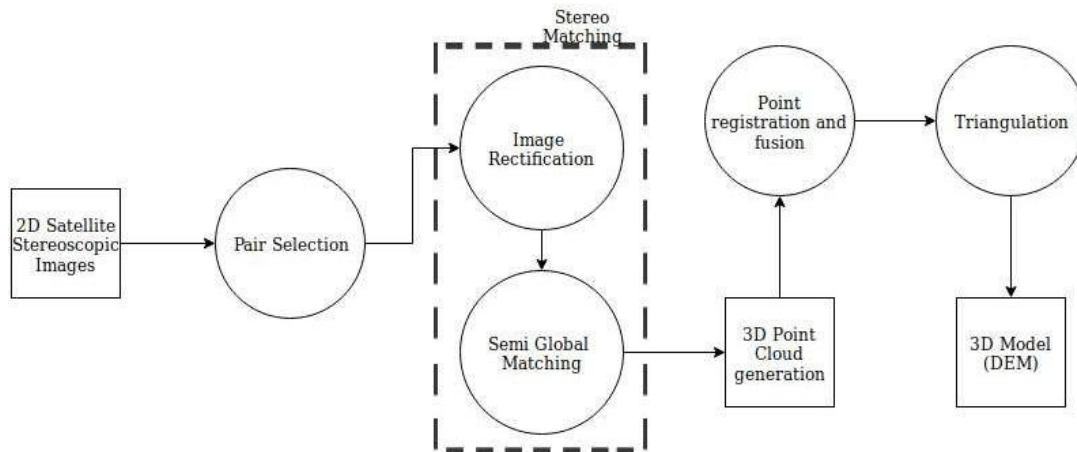 2D Satellite
Stereoscopic
Images
Pair Selection
Stereo
Matching
Image
Rectification
Semi Global
Matching
3D Point
Cloud
generation
Point
registration and
fusion
Triangulation
3D Model
(DEM)